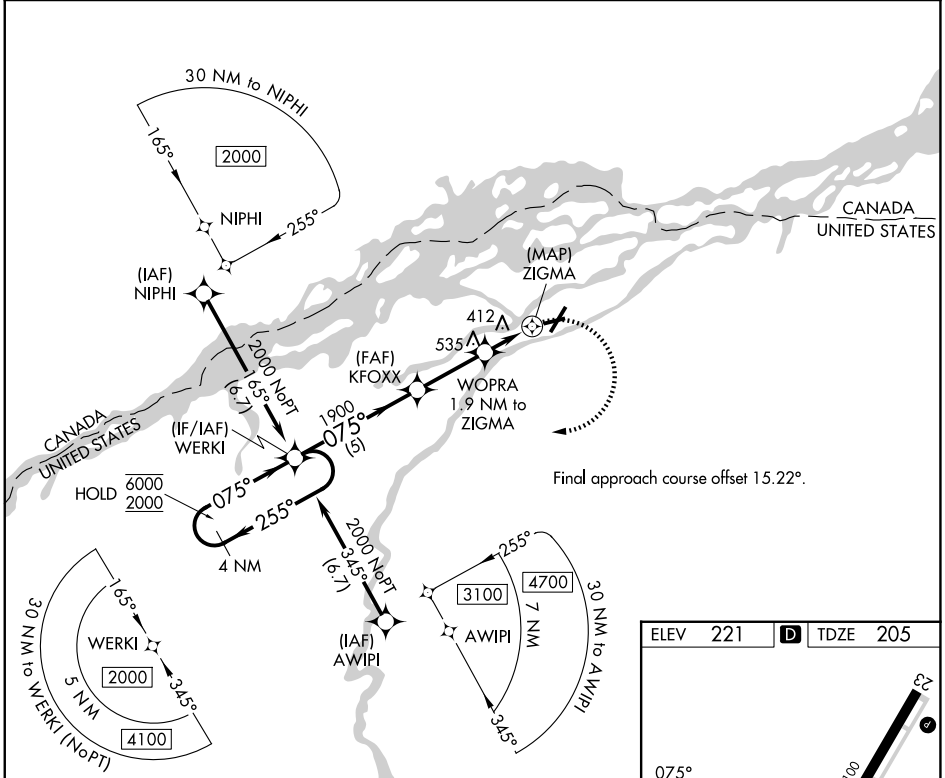 30 NM to NIPHI
165°
2000
NIPHI
255°
CANADA
UNITED STATES
(IAF)
NIPHI
(MAP)
ZIGMA
412
535
2000 NoPT
165°
(6.7)
(FAF)
KFOXX
WOPRA
1.9 NM to
ZIGMA
1900
075°
(5)
CANADA
UNITED STATES
(IF/IAF)
WERKI
HOLD
6000
2000
075°
255°
4 NM
Final approach course offset 15.22°.
2000 NoPT
345°
(6.7)
(IAF)
AWIPI
165°
WERKI
2000
345°
5 NM
4100
30 NM to WERKI (NoPT)
255°
3100
4700
7 NM
AWIPI
345°
30 NM to AWIPI
ELEV 221
D
TDZE 205
23
P
100
075°